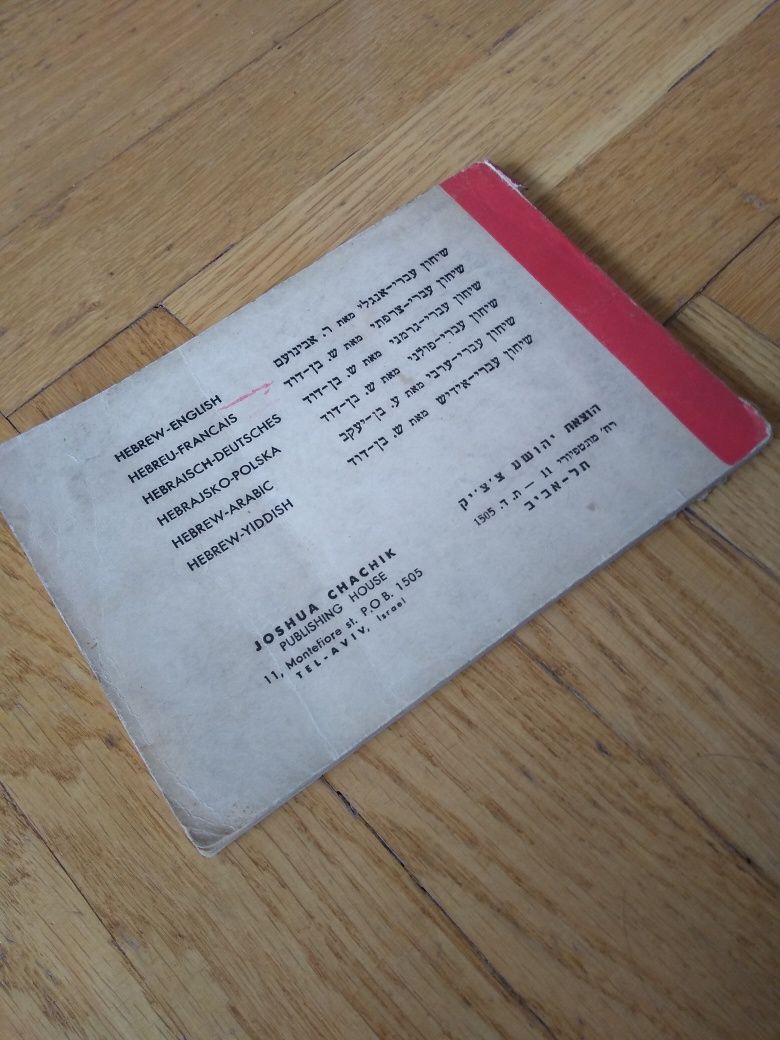 HEBREW-ENGLISH שיחון עברי-אנגלי מאת ר. אבינועם
HEBREU-FRANCAIS שיחון עברי-צרפתי מאת ש. בן-דוד
HEBRAISCH-DEUTSCHES שיחון עברי-גרמני מאת ש. בן-דוד
HEBRAJSKO-POLSKA שיחון עברי-פולני מאת ש. בן-דוד
HEBREW-ARABIC שיחון עברי-ערבי מאת ע. בן-יעקב
HEBREW-YIDDISH שיחון עברי-אידיש מאת ש. בן-דוד
הוצאת יהושע צ'צ'יק
רח' מונטפיורי 11 — ת. ד. 1505
תל-אביב
JOSHUA CHACHIK
PUBLISHING HOUSE
11, Montefiore st. P.O.B. 1505
TEL-AVIV, Israel